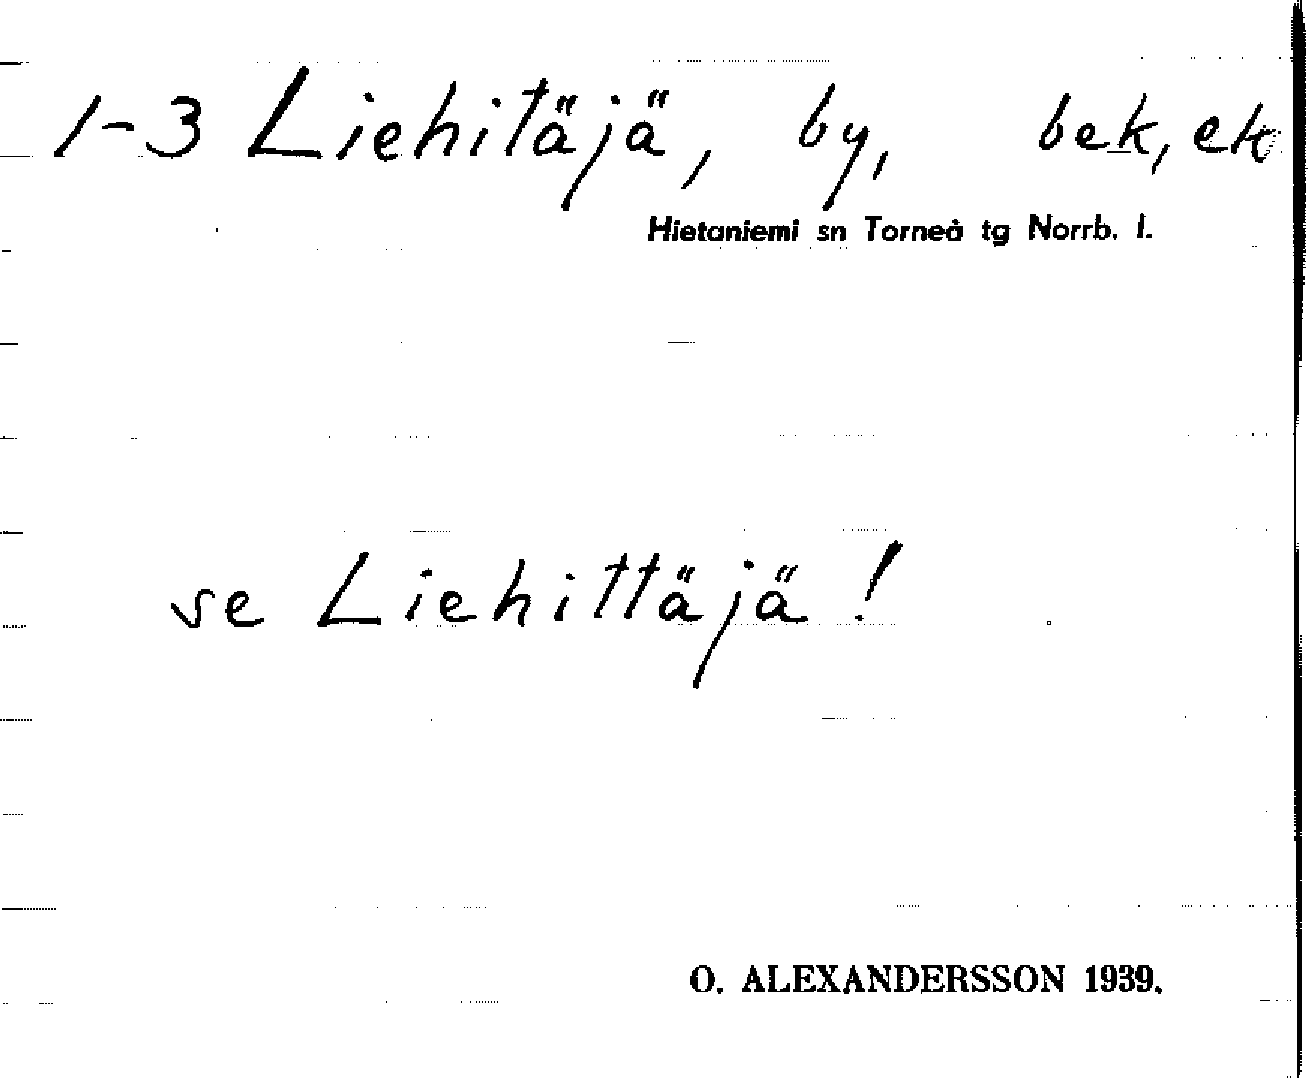 1-3 Liehitäjä, by, bek, ek
Hietaniemi sn Torneå tg Norrb. l.
se Liehittäjä!
O. ALEXANDERSSON 1939.